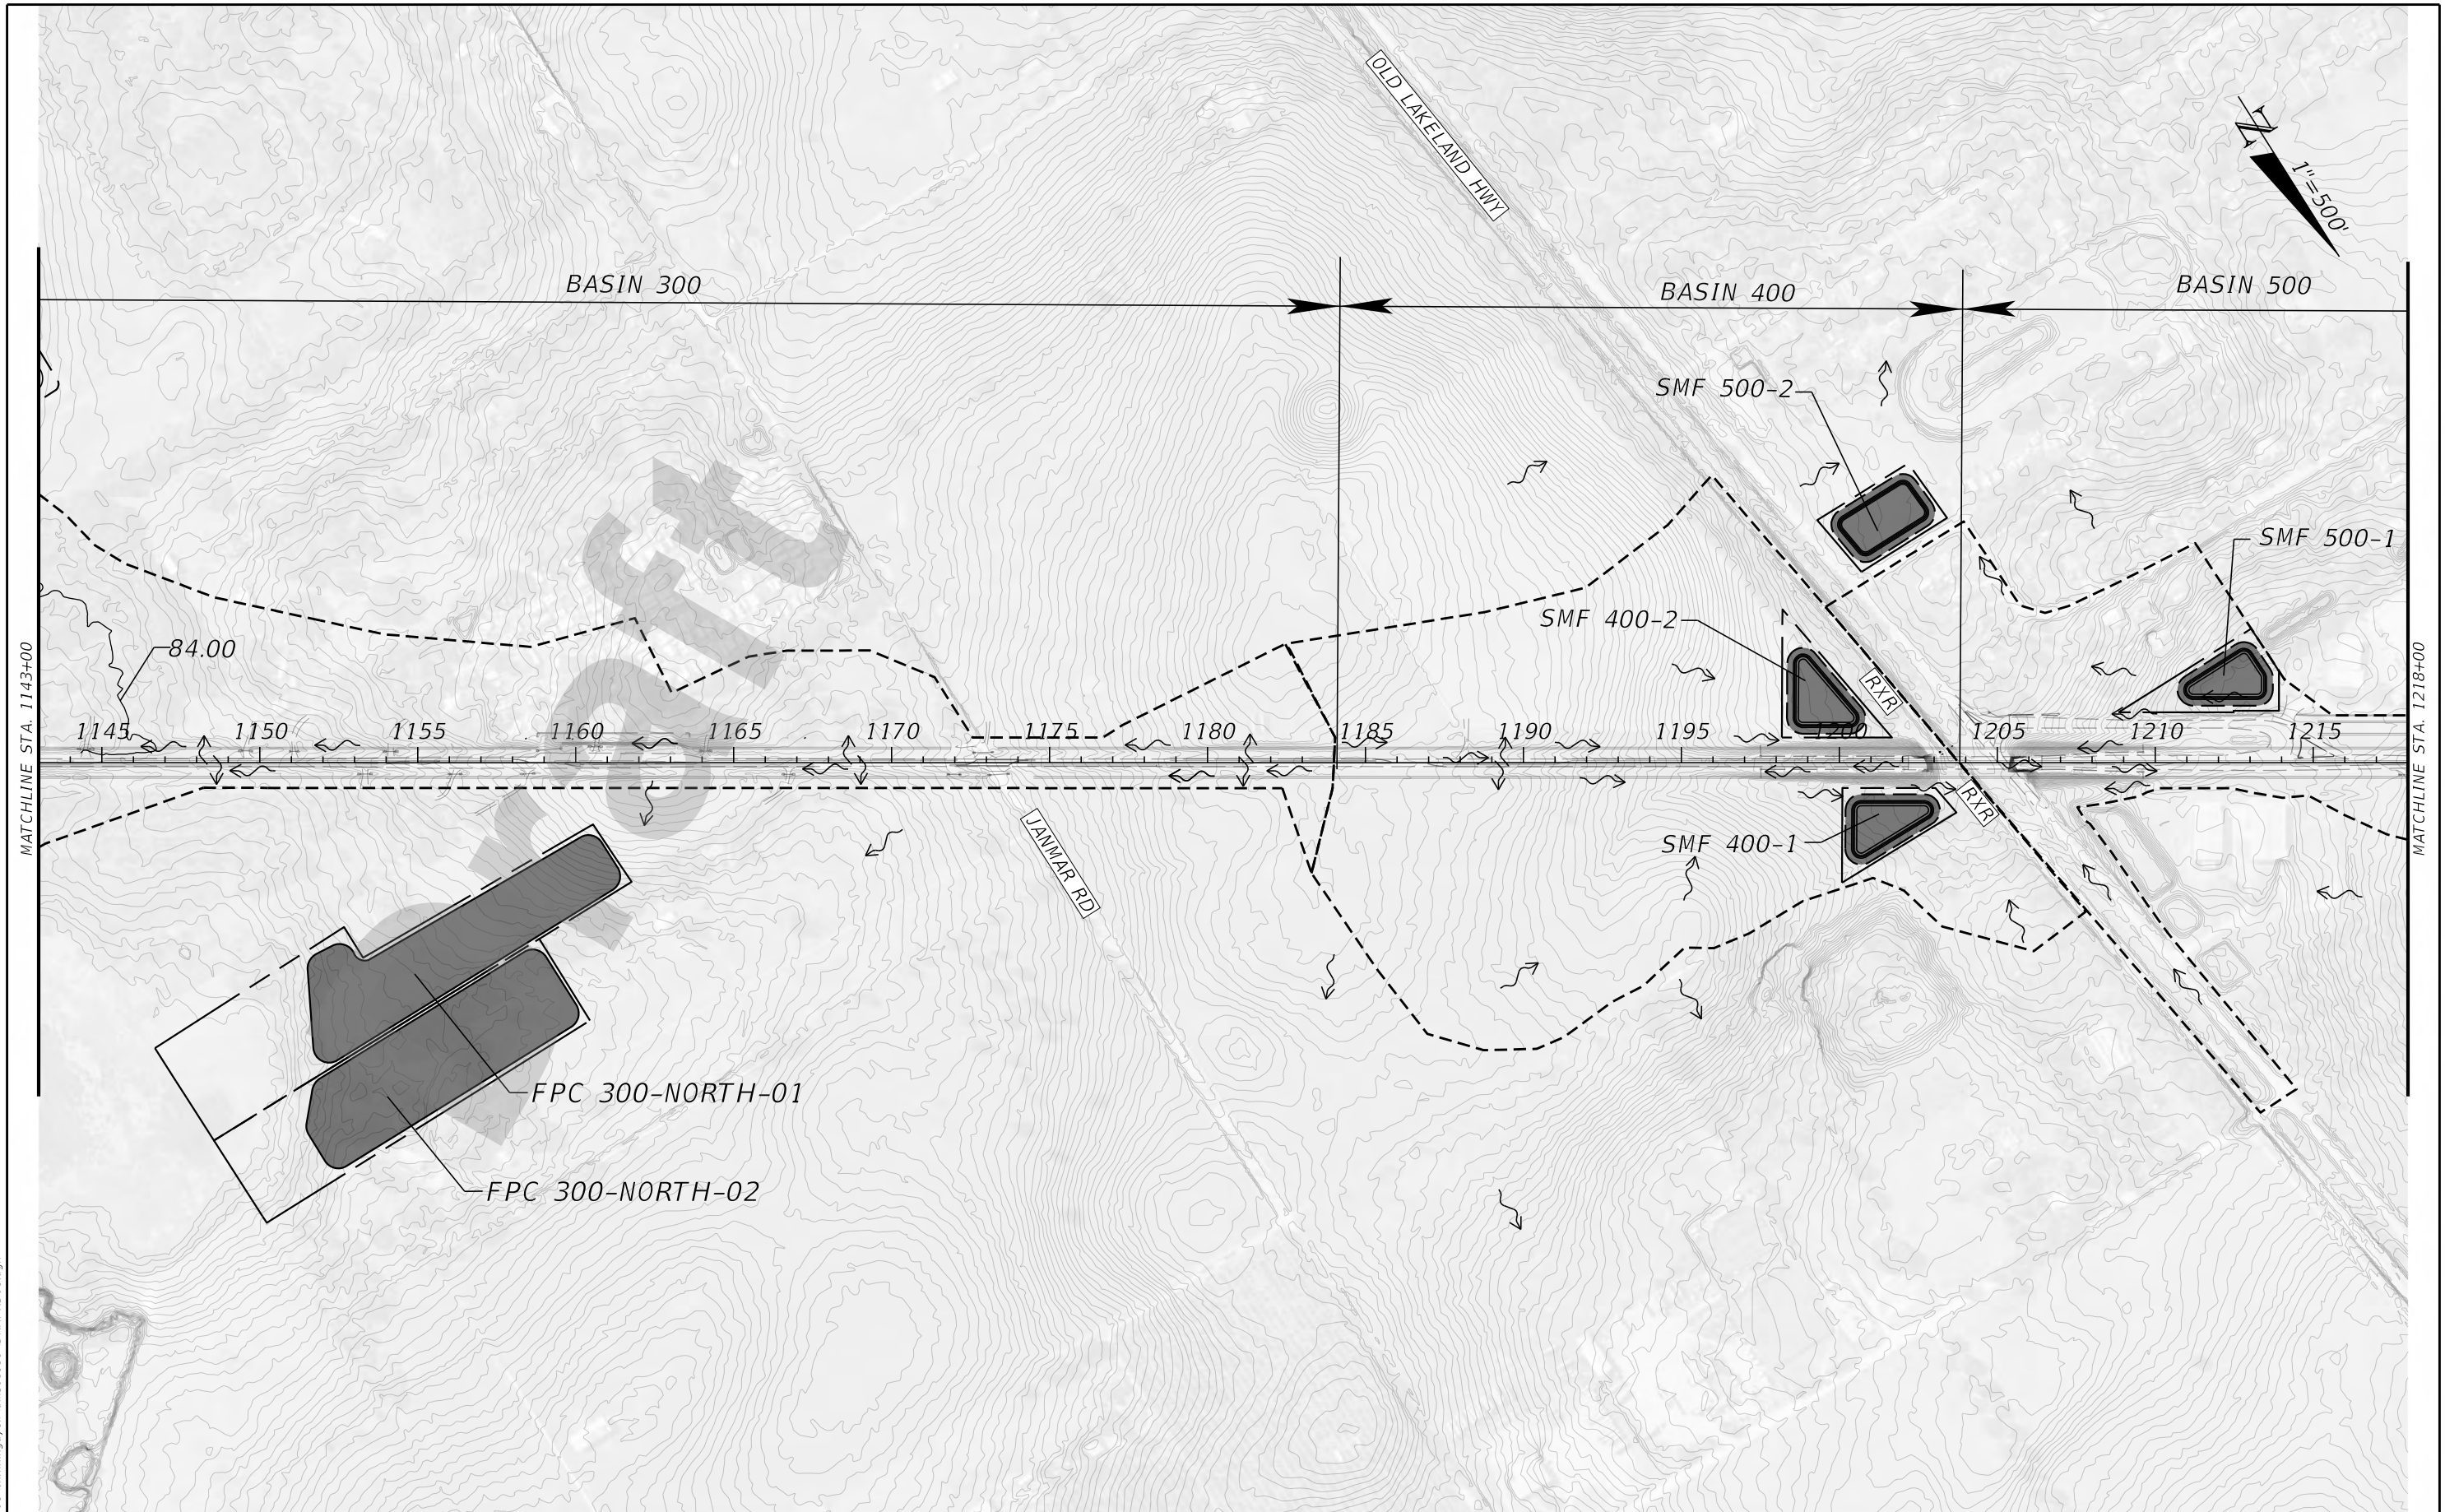 OLD LAKELAND HWY
N
1"=500'
BASIN 300
BASIN 400
BASIN 500
SMF 500-2
SMF 500-1
SMF 400-2
84.00
RXR
MATCHLINE STA. 1143+00
1145
1150
1155
1160
1165
1170
1175
1180
1185
1190
1195
1200
1205
1210
1215
MATCHLINE STA. 1218+00
RXR
JANMAR RD
SMF 400-1
FPC 300-NORTH-01
FPC 300-NORTH-02
Draft